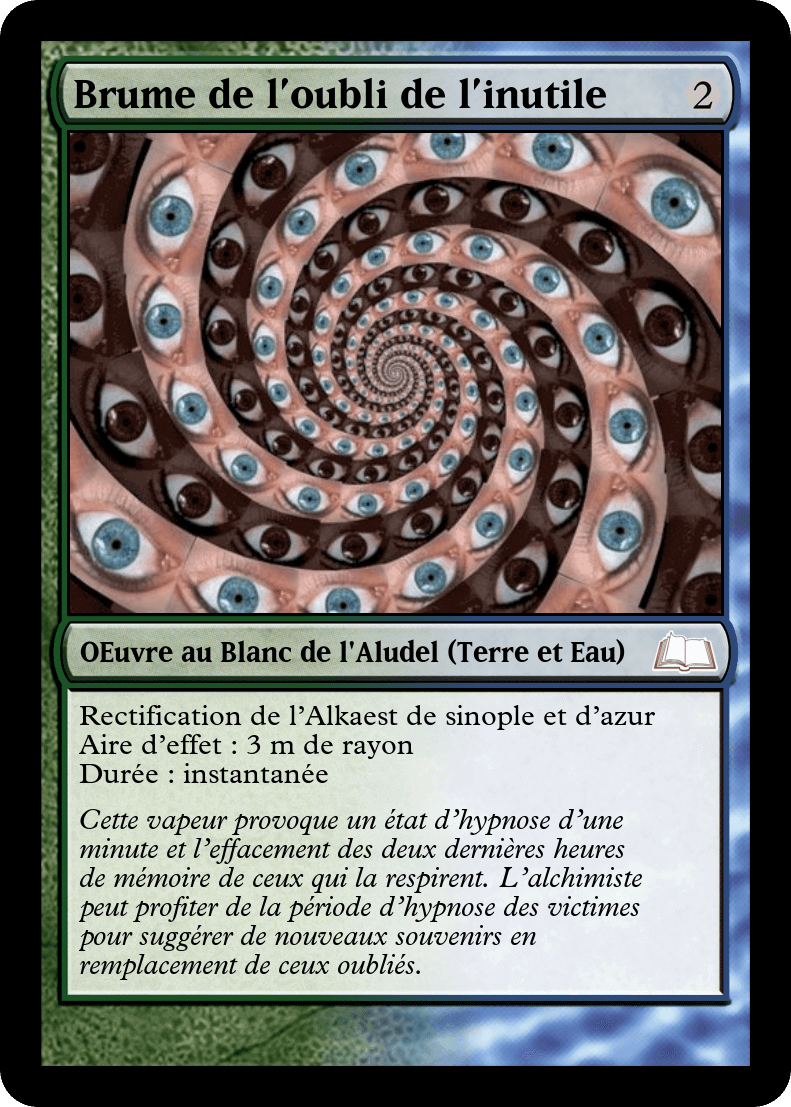 Brume de l'oubli de l'inutile 2
OEuvre au Blanc de l'Aludel (Terre et Eau)
Rectification de l’Alkaest de sinople et d’azur
Aire d’effet : 3 m de rayon
Durée : instantanée
Cette vapeur provoque un état d’hypnose d’une
minute et l’effacement des deux dernières heures
de mémoire de ceux qui la respirent. L’alchimiste
peut profiter de la période d’hypnose des victimes
pour suggérer de nouveaux souvenirs en
remplacement de ceux oubliés.